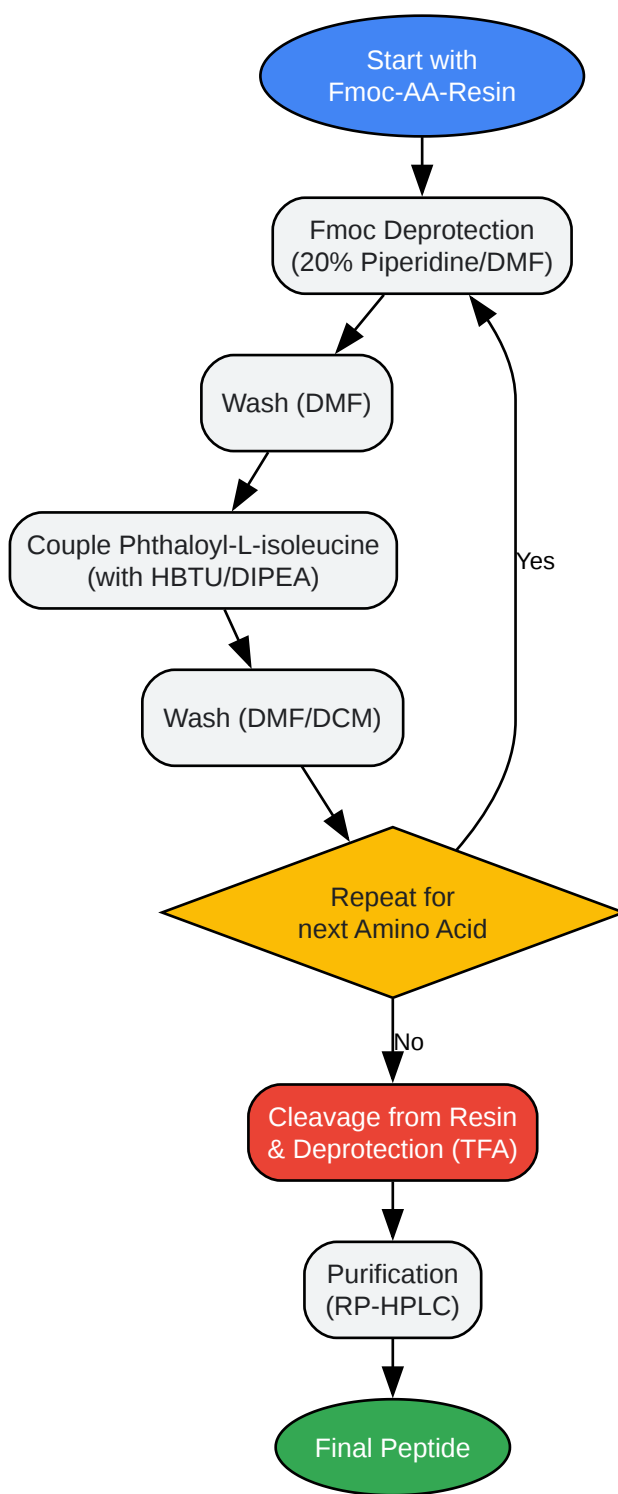 Start with
Fmoc-AA-Resin
Fmoc Deprotection
(20% Piperidine/DMF)
Wash (DMF)
Couple Phthaloyl-L-isoleucine
(with HBTU/DIPEA)
Yes
Wash (DMF/DCM)
Repeat for
next Amino Acid
No
Cleavage from Resin
& Deprotection (TFA)
Purification
(RP-HPLC)
Final Peptide